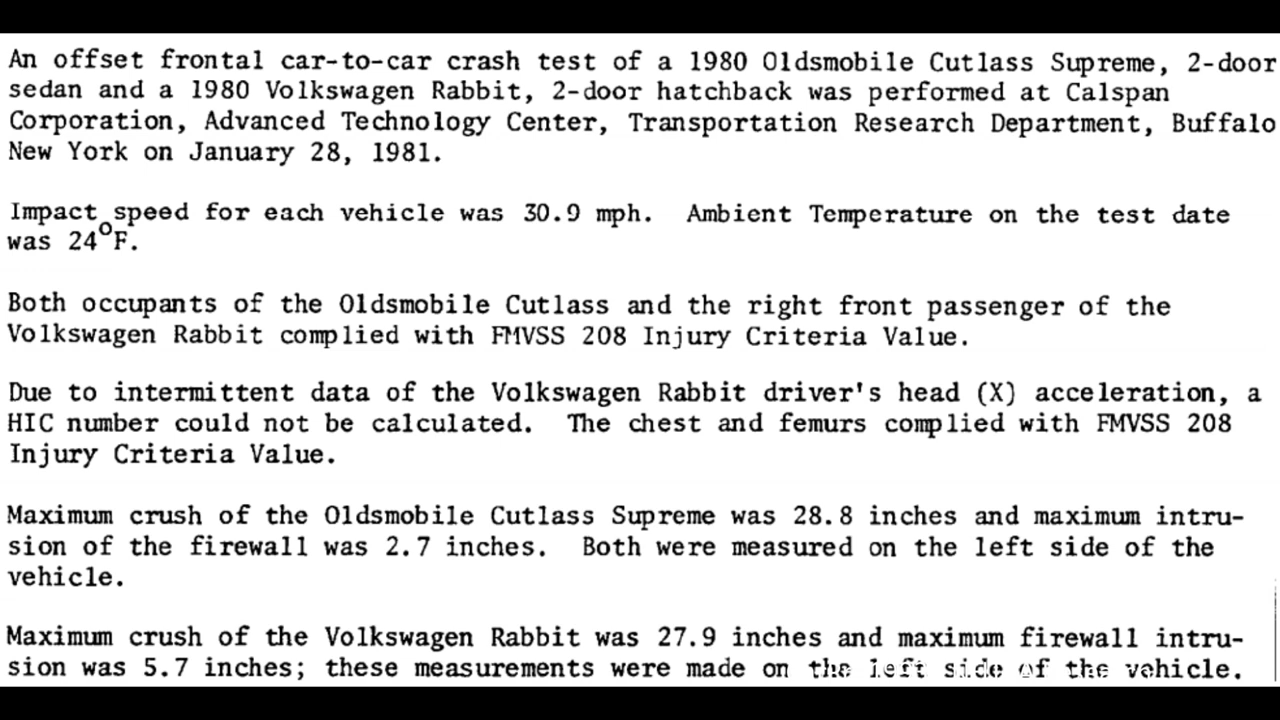 An offset frontal car-to-car crash test of a 1980 Oldsmobile Cutlass Supreme, 2-door
sedan and a 1980 Volkswagen Rabbit, 2-door hatchback was performed at Calspan
Corporation, Advanced Technology Center, Transportation Research Department, Buffalo
New York on January 28, 1981.
Impact speed for each vehicle was 30.9 mph. Ambient Temperature on the test date
was 24°F.
Both occupants of the Oldsmobile Cutlass and the right front passenger of the
Volkswagen Rabbit complied with FMVSS 208 Injury Criteria Value.
Due to intermittent data of the Volkswagen Rabbit driver's head (X) acceleration, a
HIC number could not be calculated. The chest and femurs complied with FMVSS 208
Injury Criteria Value.
Maximum crush of the Oldsmobile Cutlass Supreme was 28.8 inches and maximum intru-
sion of the firewall was 2.7 inches. Both were measured on the left side of the
vehicle.
Maximum crush of the Volkswagen Rabbit was 27.9 inches and maximum firewall intru-
sion was 5.7 inches; these measurements were made on the left side of the vehicle.